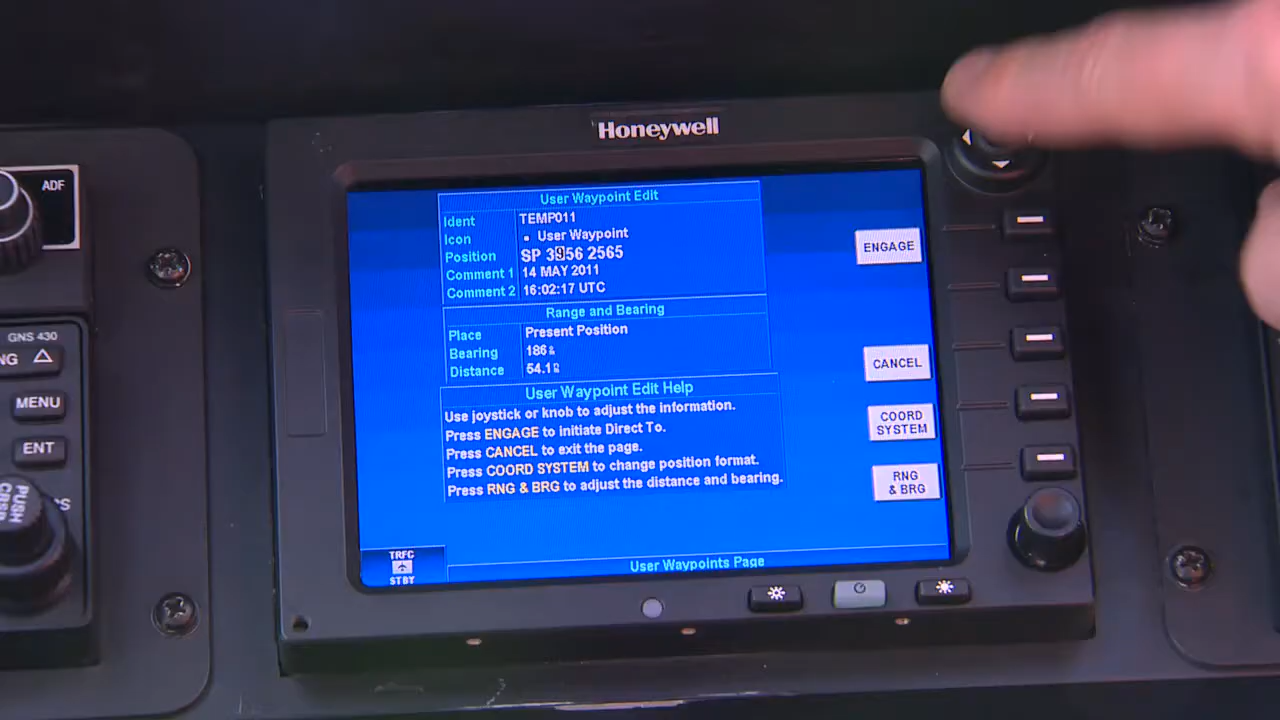 Honeywell
ADF
User Waypoint Edit
Ident TEMP011
Icon User Waypoint
Position SP 3956 2565
Comment 1 14 MAY 2011
Comment 2 16:02:17 UTC
Range and Bearing
Place Present Position
Bearing 186
Distance 54.1
User Waypoint Edit Help
Use joystick or knob to adjust the information.
Press ENGAGE to initiate Direct To.
Press CANCEL to exit the page.
Press COORD SYSTEM to change position format.
Press RNG & BRG to adjust the distance and bearing.
ENGAGE
CANCEL
COORD
SYSTEM
RNG
& BRG
TRFC
STBY
User Waypoints Page
GNS 430
NG
MENU
ENT
PUSH
CRSR